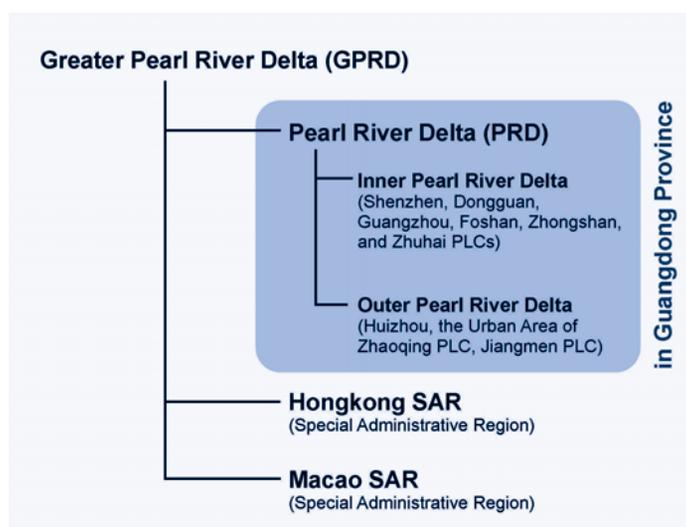 Greater Pearl River Delta (GPRD)
Pearl River Delta (PRD)
Inner Pearl River Delta
(Shenzhen, Dongguan,
Guangzhou, Foshan, Zhongshan,
and Zhuhai PLCs)
Outer Pearl River Delta
(Huizhou, the Urban Area of
Zhaoqing PLC, Jiangmen PLC)
in Guangdong Province
Hongkong SAR
(Special Administrative Region)
Macao SAR
(Special Administrative Region)